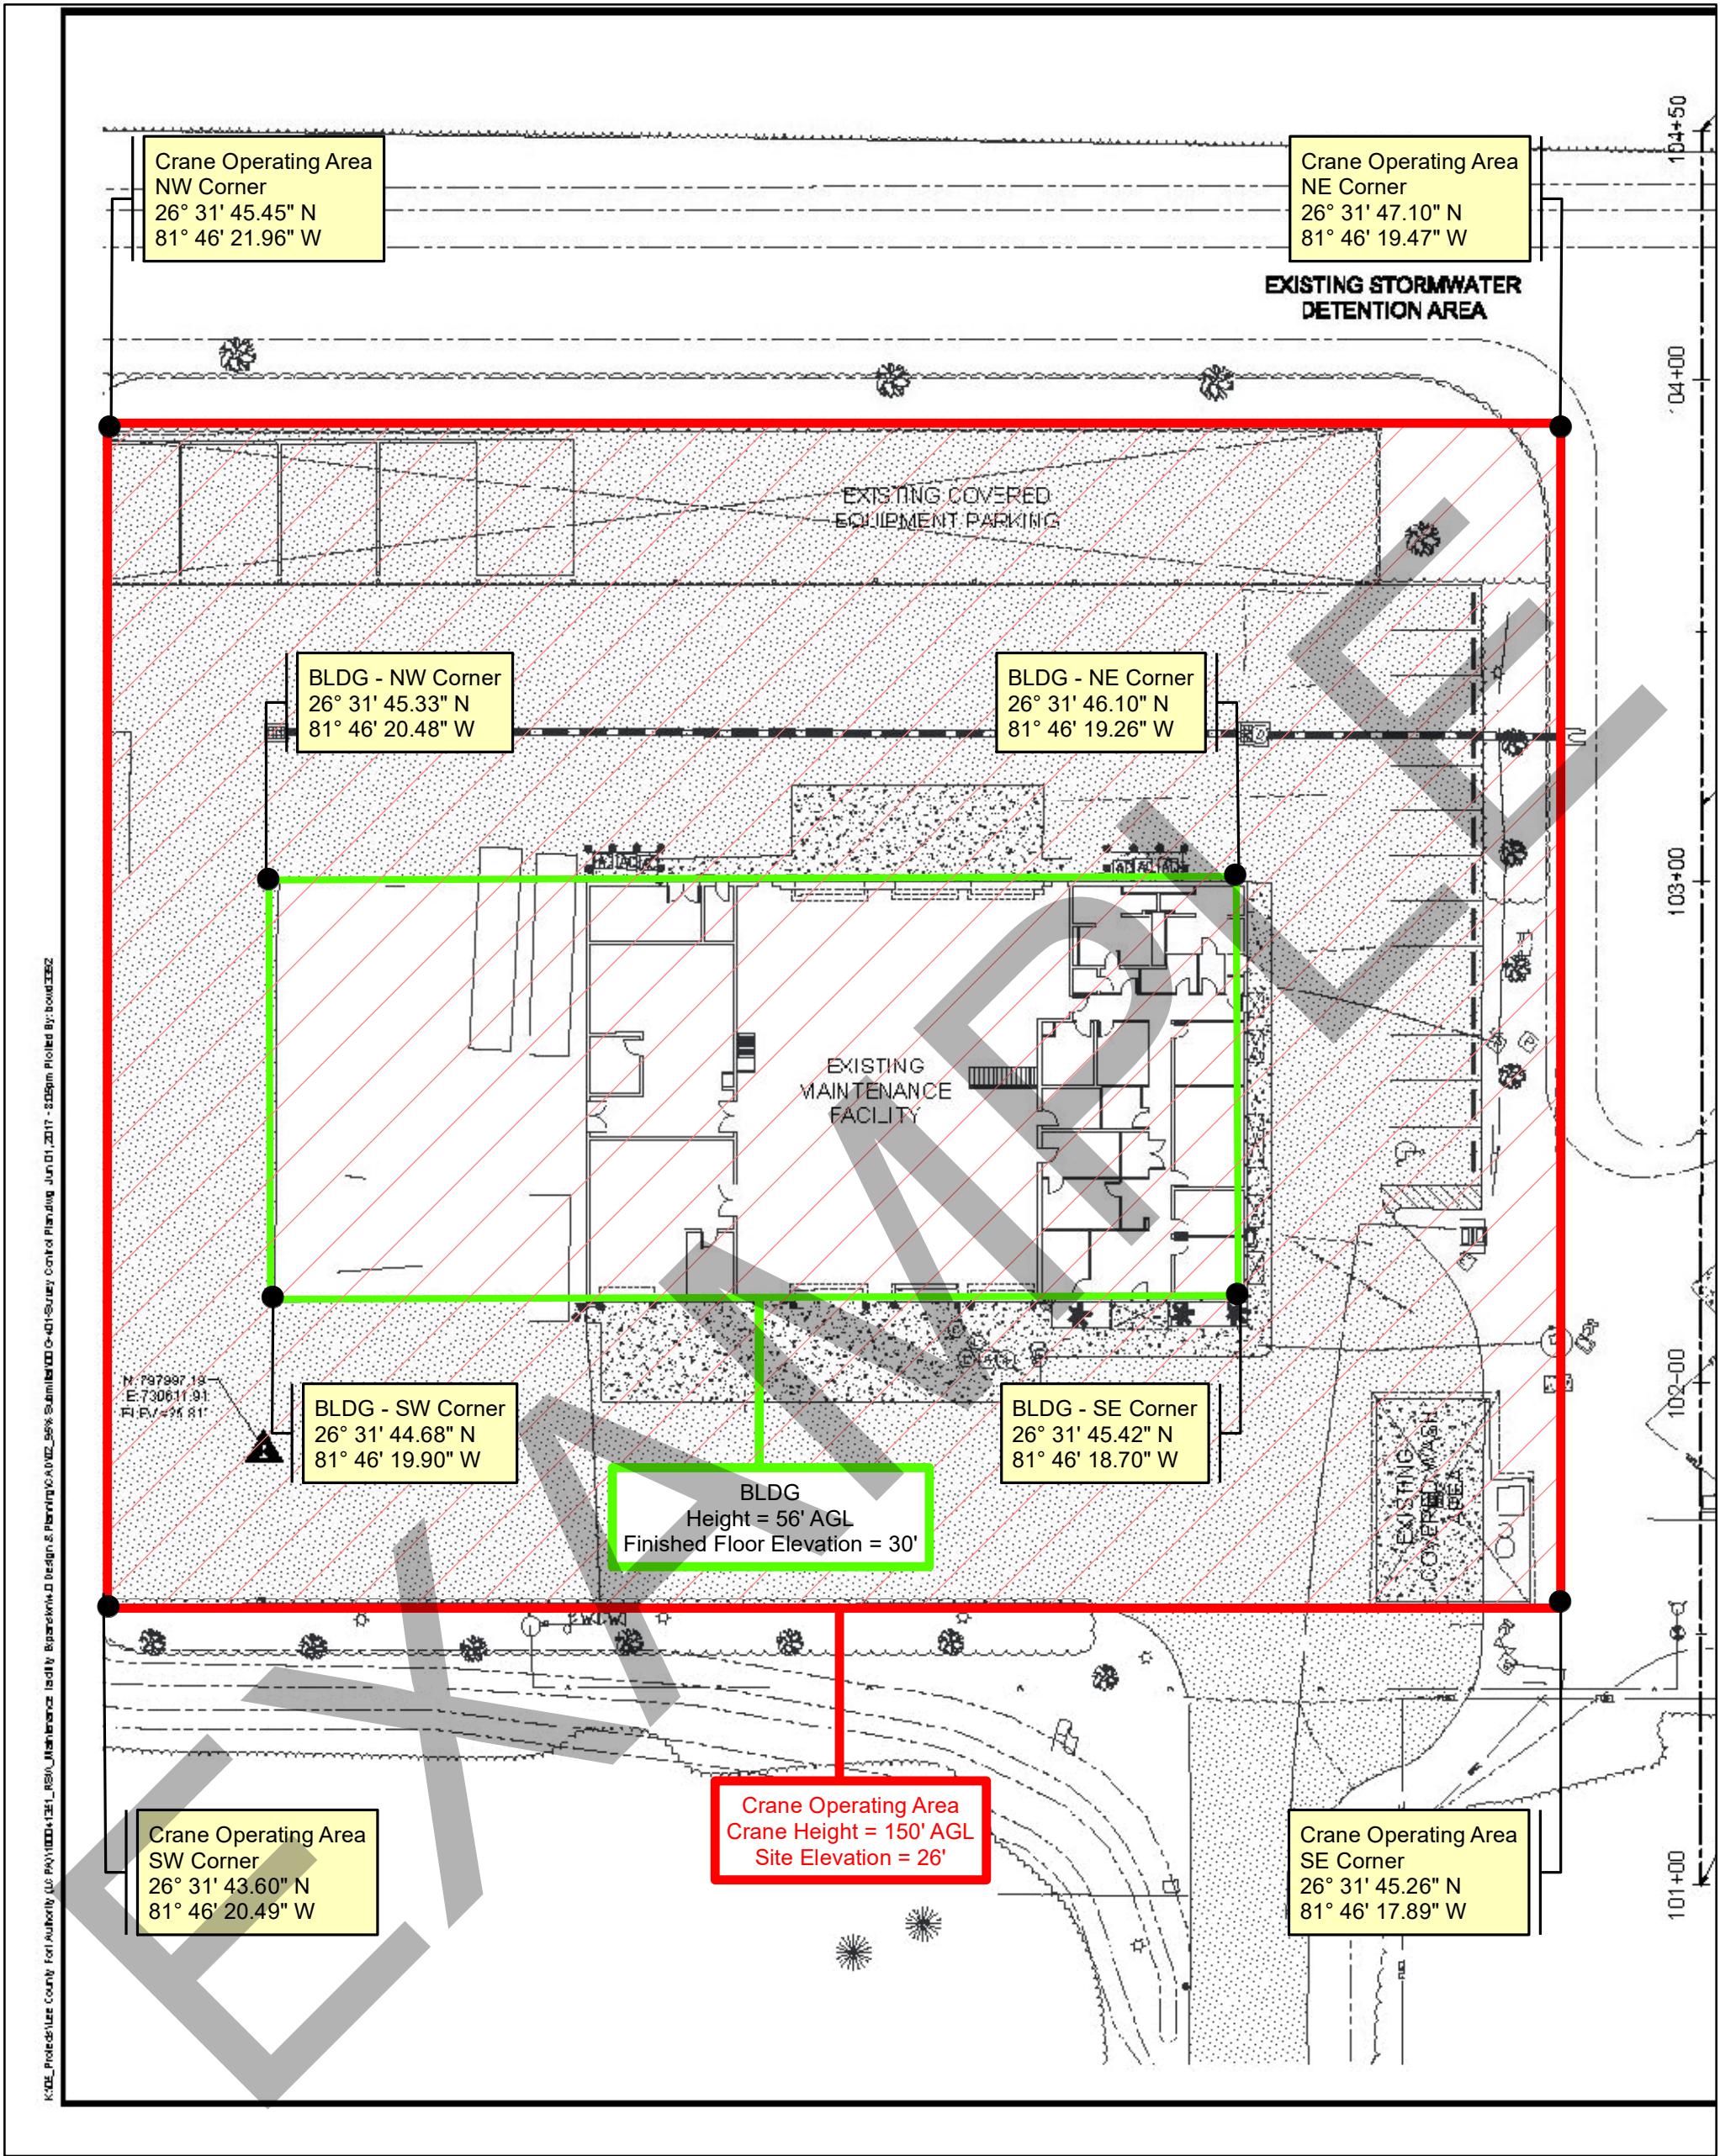 104+50
Crane Operating Area
NW Corner
26° 31' 45.45" N
81° 46' 21.96" W
Crane Operating Area
NE Corner
26° 31' 47.10" N
81° 46' 19.47" W
EXISTING STORMWATER
DETENTION AREA
104+00
EXISTING COVERED
EQUIPMENT PARKING
BLDG - NW Corner
26° 31' 45.33" N
81° 46' 20.48" W
BLDG - NE Corner
26° 31' 46.10" N
81° 46' 19.26" W
103+00
EXISTING
MAINTENANCE
FACILITY
EXAMPLE
N: 797997.19
E:730611.91
BLDG - SW Corner
26° 31' 44.68" N
81° 46' 19.90" W
BLDG - SE Corner
26° 31' 45.42" N
81° 46' 18.70" W
102+00
EXISTING
COVERED WASH
AREA
BLDG
Height = 56' AGL
Finished Floor Elevation = 30'
Crane Operating Area
Crane Height = 150' AGL
Site Elevation = 26'
Crane Operating Area
SW Corner
26° 31' 43.60" N
81° 46' 20.49" W
Crane Operating Area
SE Corner
26° 31' 45.26" N
81° 46' 17.89" W
101+00